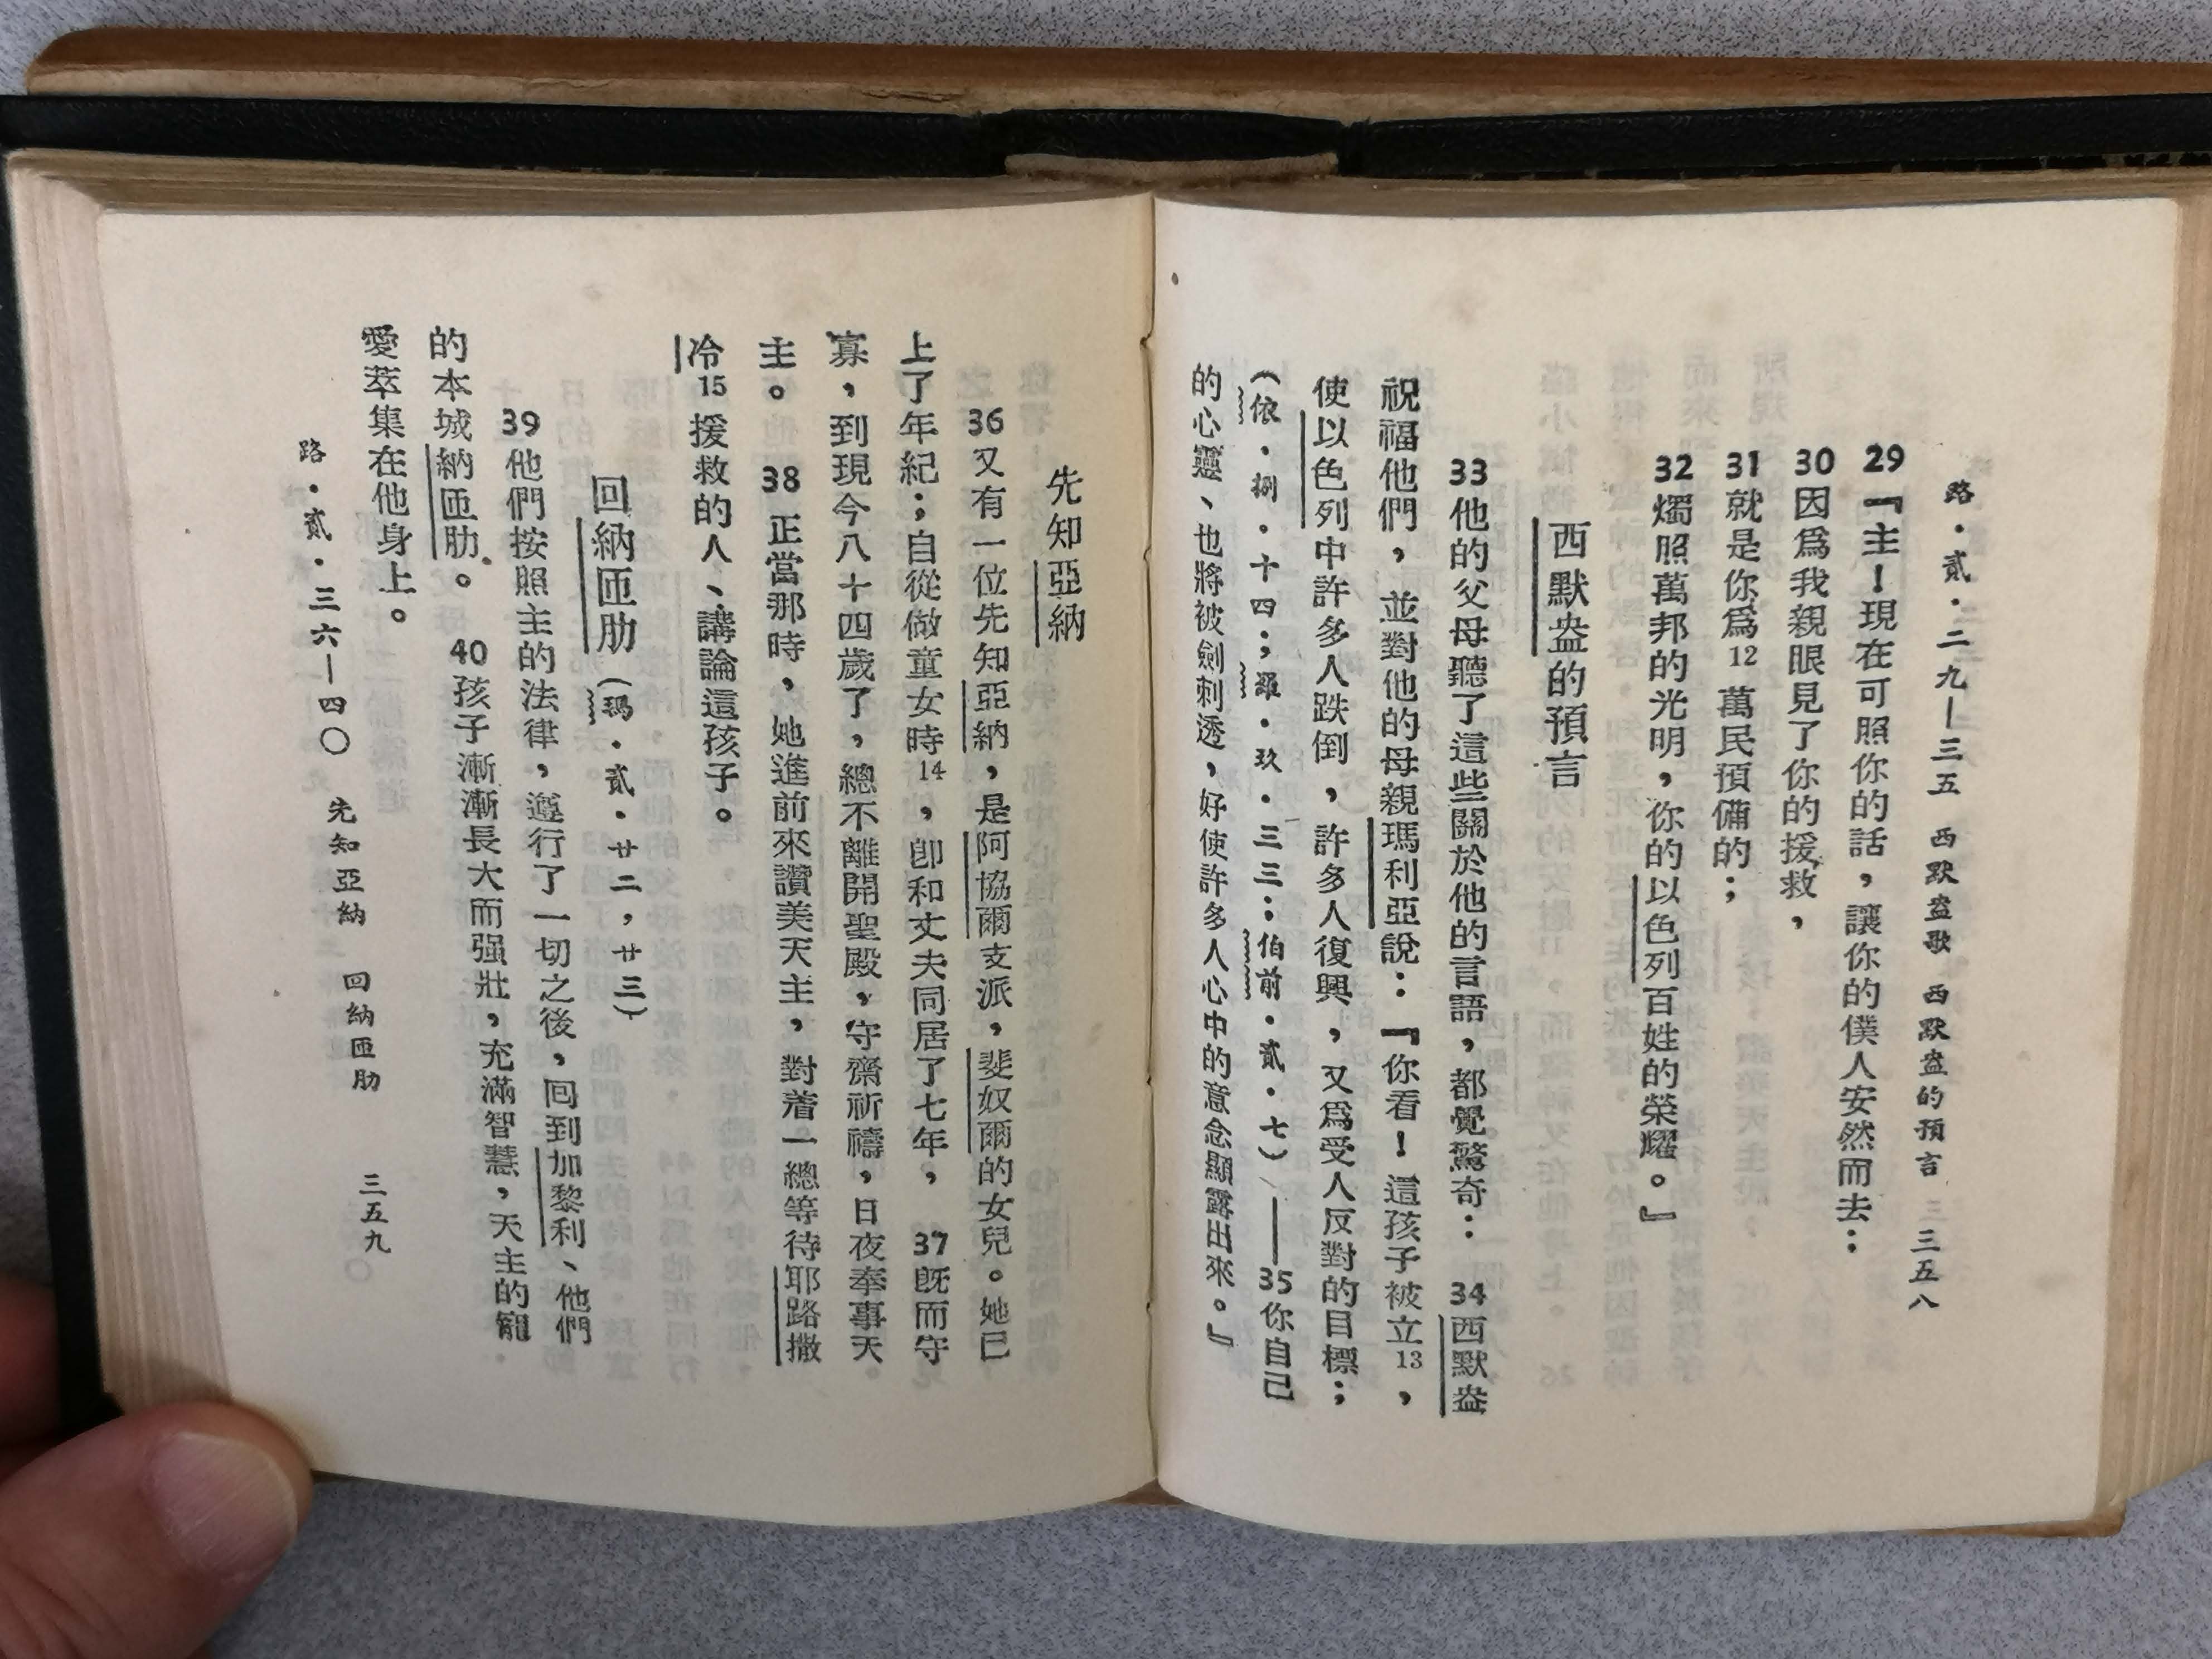 路．貳．二九—三五　西默盎歌　西默盎的預言　三五八
29『主！現在可照你的話，讓你的僕人安然而去：
30因爲我親眼見了你的援救，
31就是你爲12萬民預備的；
32燭照萬邦的光明，你的以色列百姓的榮耀。』
西默盎的預言
33他的父母聽了這些關於他的言語，都覺驚奇：　34西默盎
祝福他們，並對他的母親瑪利亞說：『你看！這孩子被立13，
使以色列中許多人跌倒，許多人復興，又爲受人反對的目標；
（依．捌．十四；羅．玖．三三；伯前．貳．七）——35你自己
的心靈、也將被劍刺透，好使許多人心中的意念顯露出來。』
先知亞納
36又有一位先知亞納，是阿協爾支派，斐奴爾的女兒。她已
上了年紀；自從做童女時14，卽和丈夫同居了七年，　37旣而守
寡，到現今八十四歲了，總不離開聖殿，守齋祈禱，日夜奉事天
主。　38正當那時，她進前來讚美天主，對着一總等待耶路撒
冷15援救的人、講論這孩子。
回納匝肋（瑪．貳．廿二，廿三）
39他們按照主的法律，遵行了一切之後，囘到加黎利、他們
的本城納匝肋。　40孩子漸漸長大而强壯，充滿智慧，天主的寵
愛萃集在他身上。
路．貳．三六—四〇　先知亞納　回納匝肋　三五九